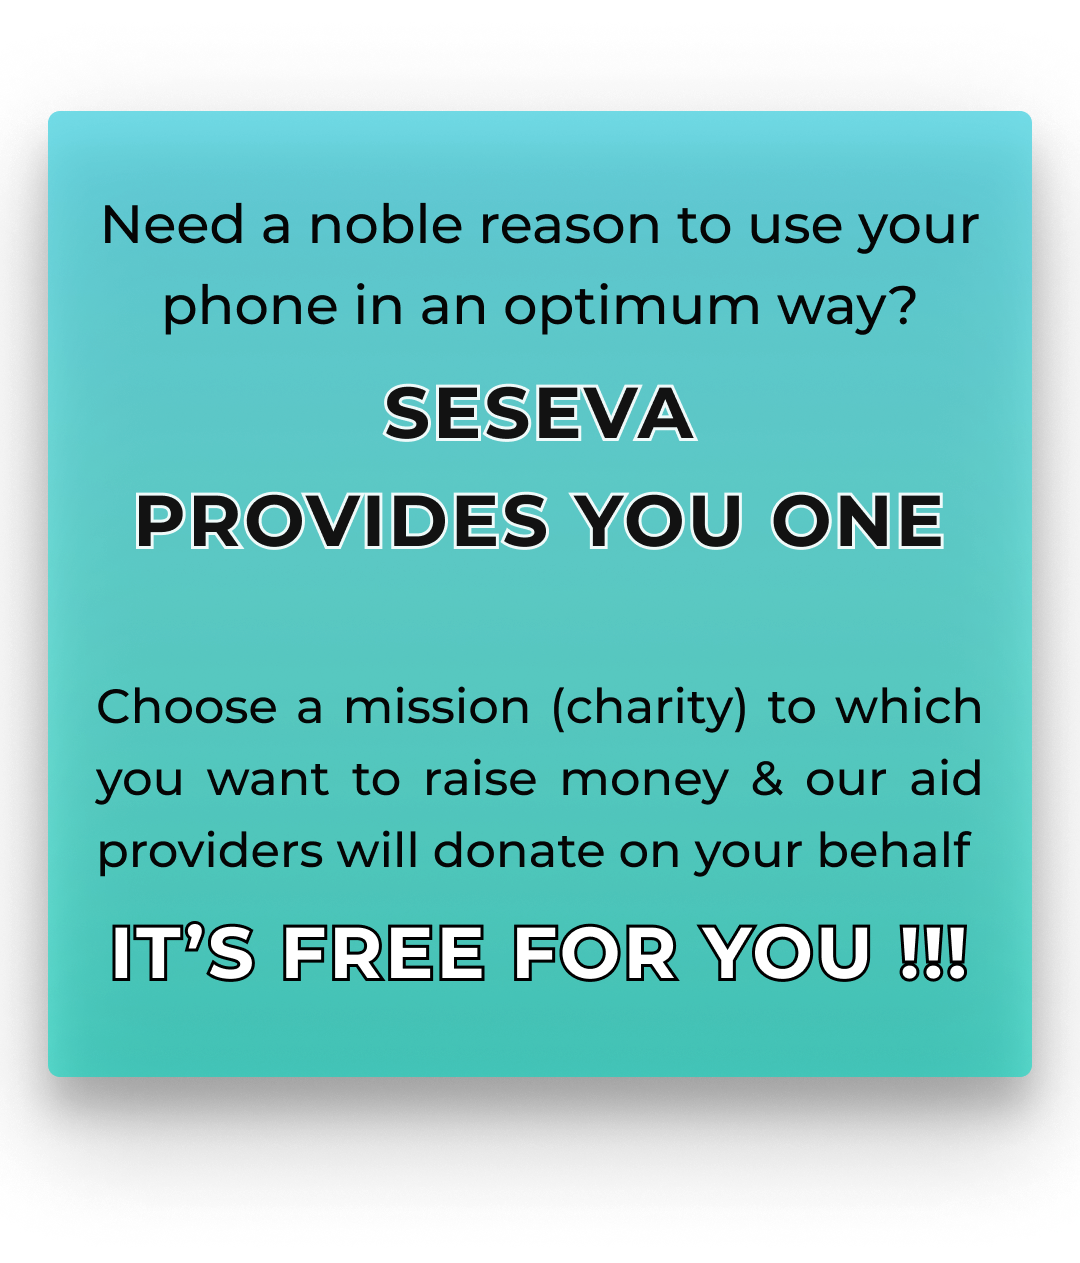 Need a noble reason to use your
phone in an optimum way?
SESEVA
PROVIDES YOU ONE
Choose a mission (charity) to which
you want to raise money & our aid
providers will donate on your behalf
IT’S FREE FOR YOU !!!